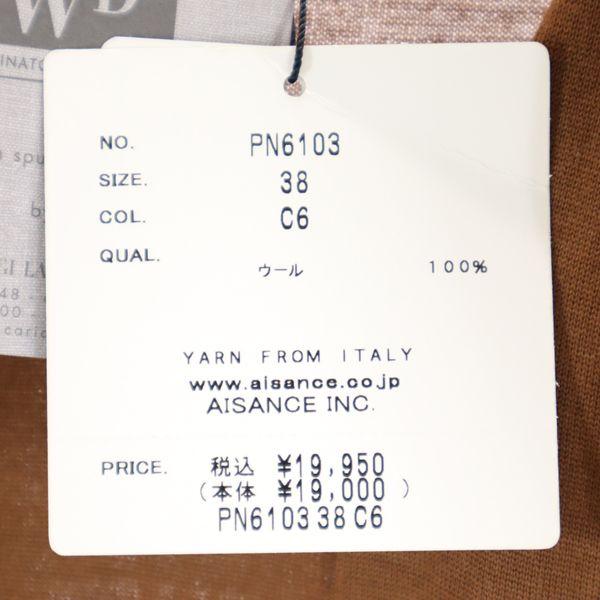 WD
NO. PN6103
SIZE. 38
COL. C6
QUAL.
ウール 100%
YARN FROM ITALY
www.aisance.co.jp
AISANCE INC.
PRICE. 税込 ¥19,950
(本体 ¥19,000 )
PN6103 38 C6